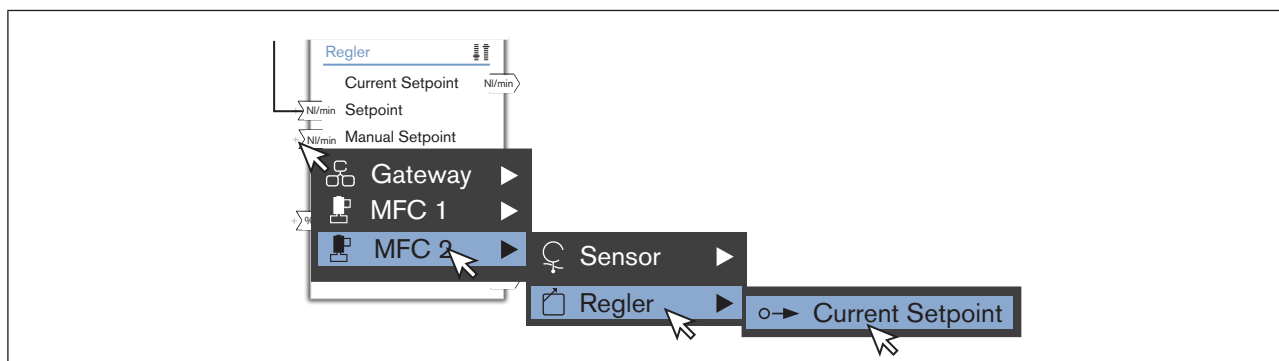 Regler
Current Setpoint Nl/min
Nl/min Setpoint
Nl/min Manual Setpoint
Gateway
MFC 1
%
MFC 2
Sensor
Regler
Current Setpoint